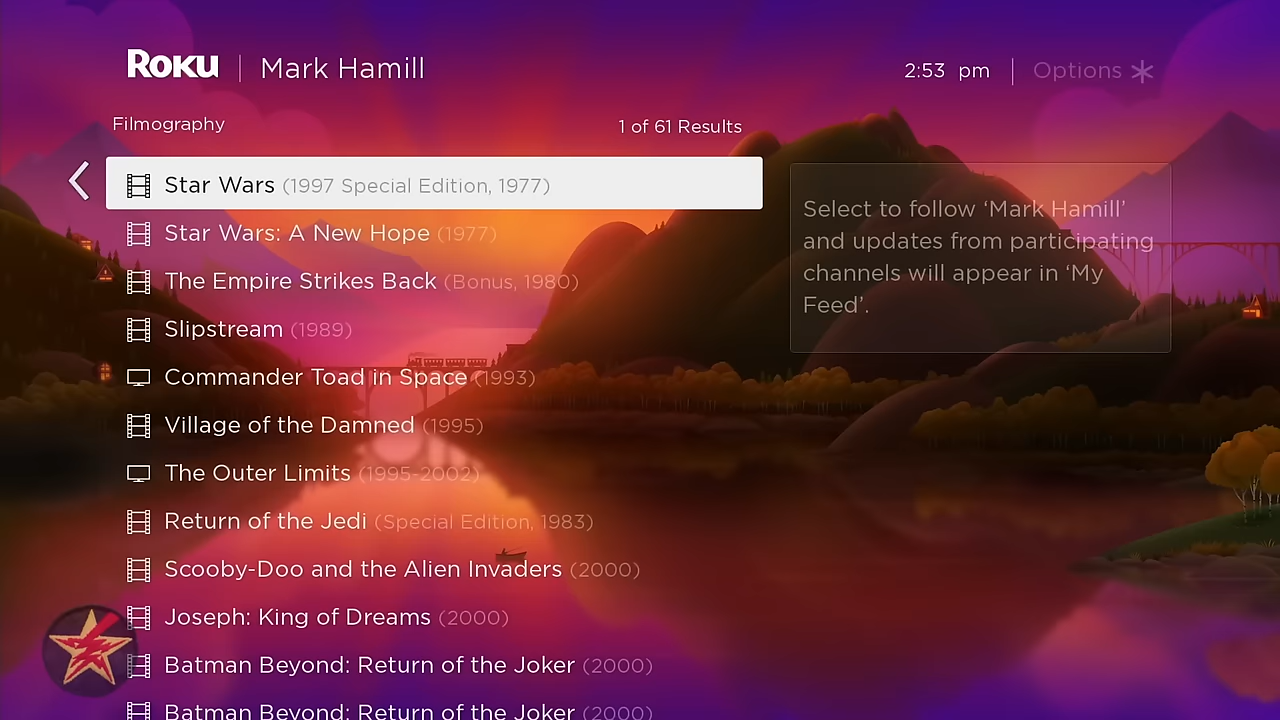 Roku | Mark Hamill
2:53 pm | Options
Filmography
1 of 61 Results
Star Wars (1997 Special Edition, 1977)
Star Wars: A New Hope (1977)
The Empire Strikes Back (Bonus, 1980)
Slipstream (1989)
Commander Toad in Space (1993)
Village of the Damned (1995)
The Outer Limits (1995-2002)
Return of the Jedi (Special Edition, 1983)
Scooby-Doo and the Alien Invaders (2000)
Joseph: King of Dreams (2000)
Batman Beyond: Return of the Joker (2000)
Batman Beyond: Return of the Joker (2000)
Select to follow ‘Mark Hamill’
and updates from participating
channels will appear in ‘My
Feed’.